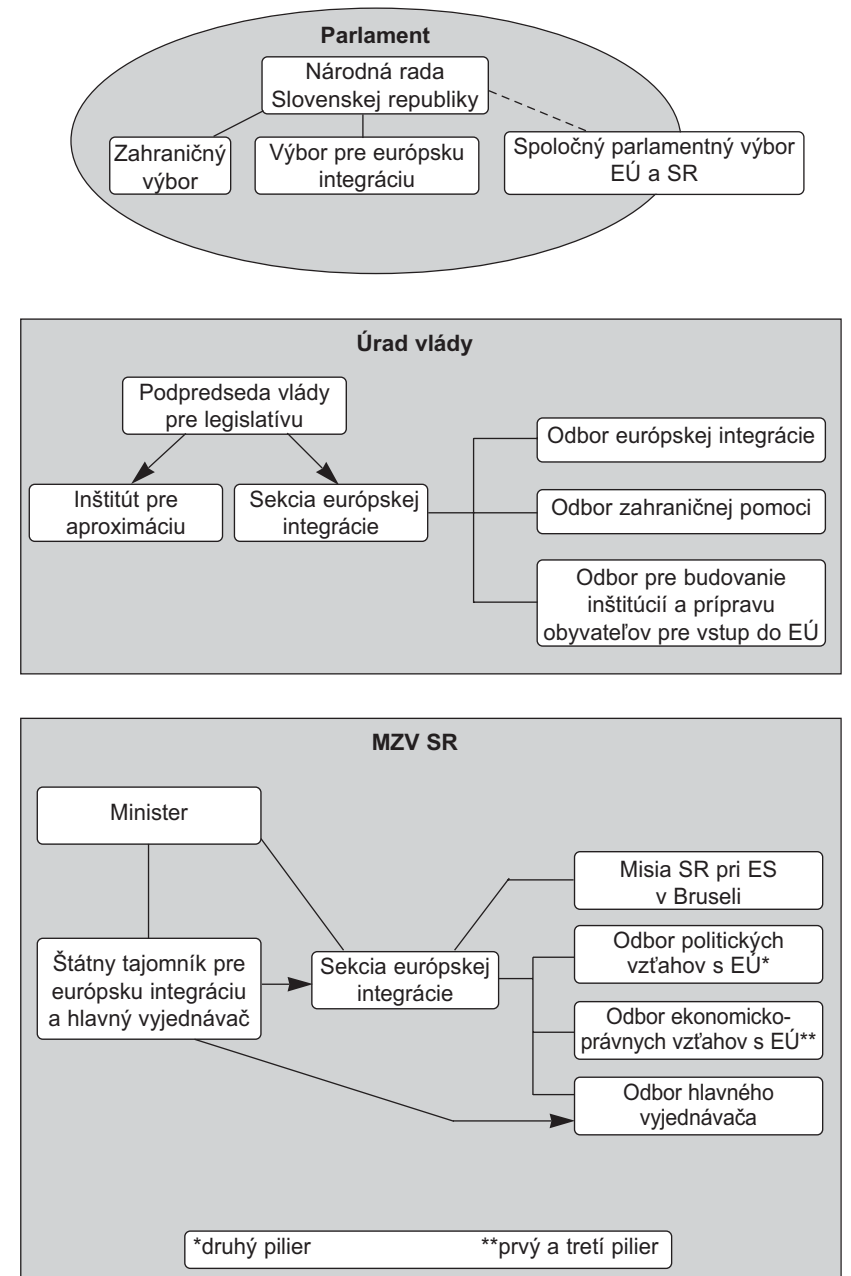 Parlament
Národná rada
Slovenskej republiky
Zahraničný
výbor
Výbor pre európsku
integráciu
Spoločný parlamentný výbor
EÚ a SR
Úrad vlády
Podpredseda vlády
pre legislatívu
Inštitút pre
aproximáciu
Sekcia európskej
integrácie
Odbor európskej integrácie
Odbor zahraničnej pomoci
Odbor pre budovanie
inštitúcií a prípravu
obyvateľov pre vstup do EÚ
MZV SR
Minister
Štátny tajomník pre
európsku integráciu
a hlavný vyjednávač
Sekcia európskej
integrácie
Misia SR pri ES
v Bruseli
Odbor politických
vzťahov s EÚ*
Odbor ekonomicko-
právnych vzťahov s EÚ**
Odbor hlavného
vyjednávača
*druhý pilier **prvý a tretí pilier